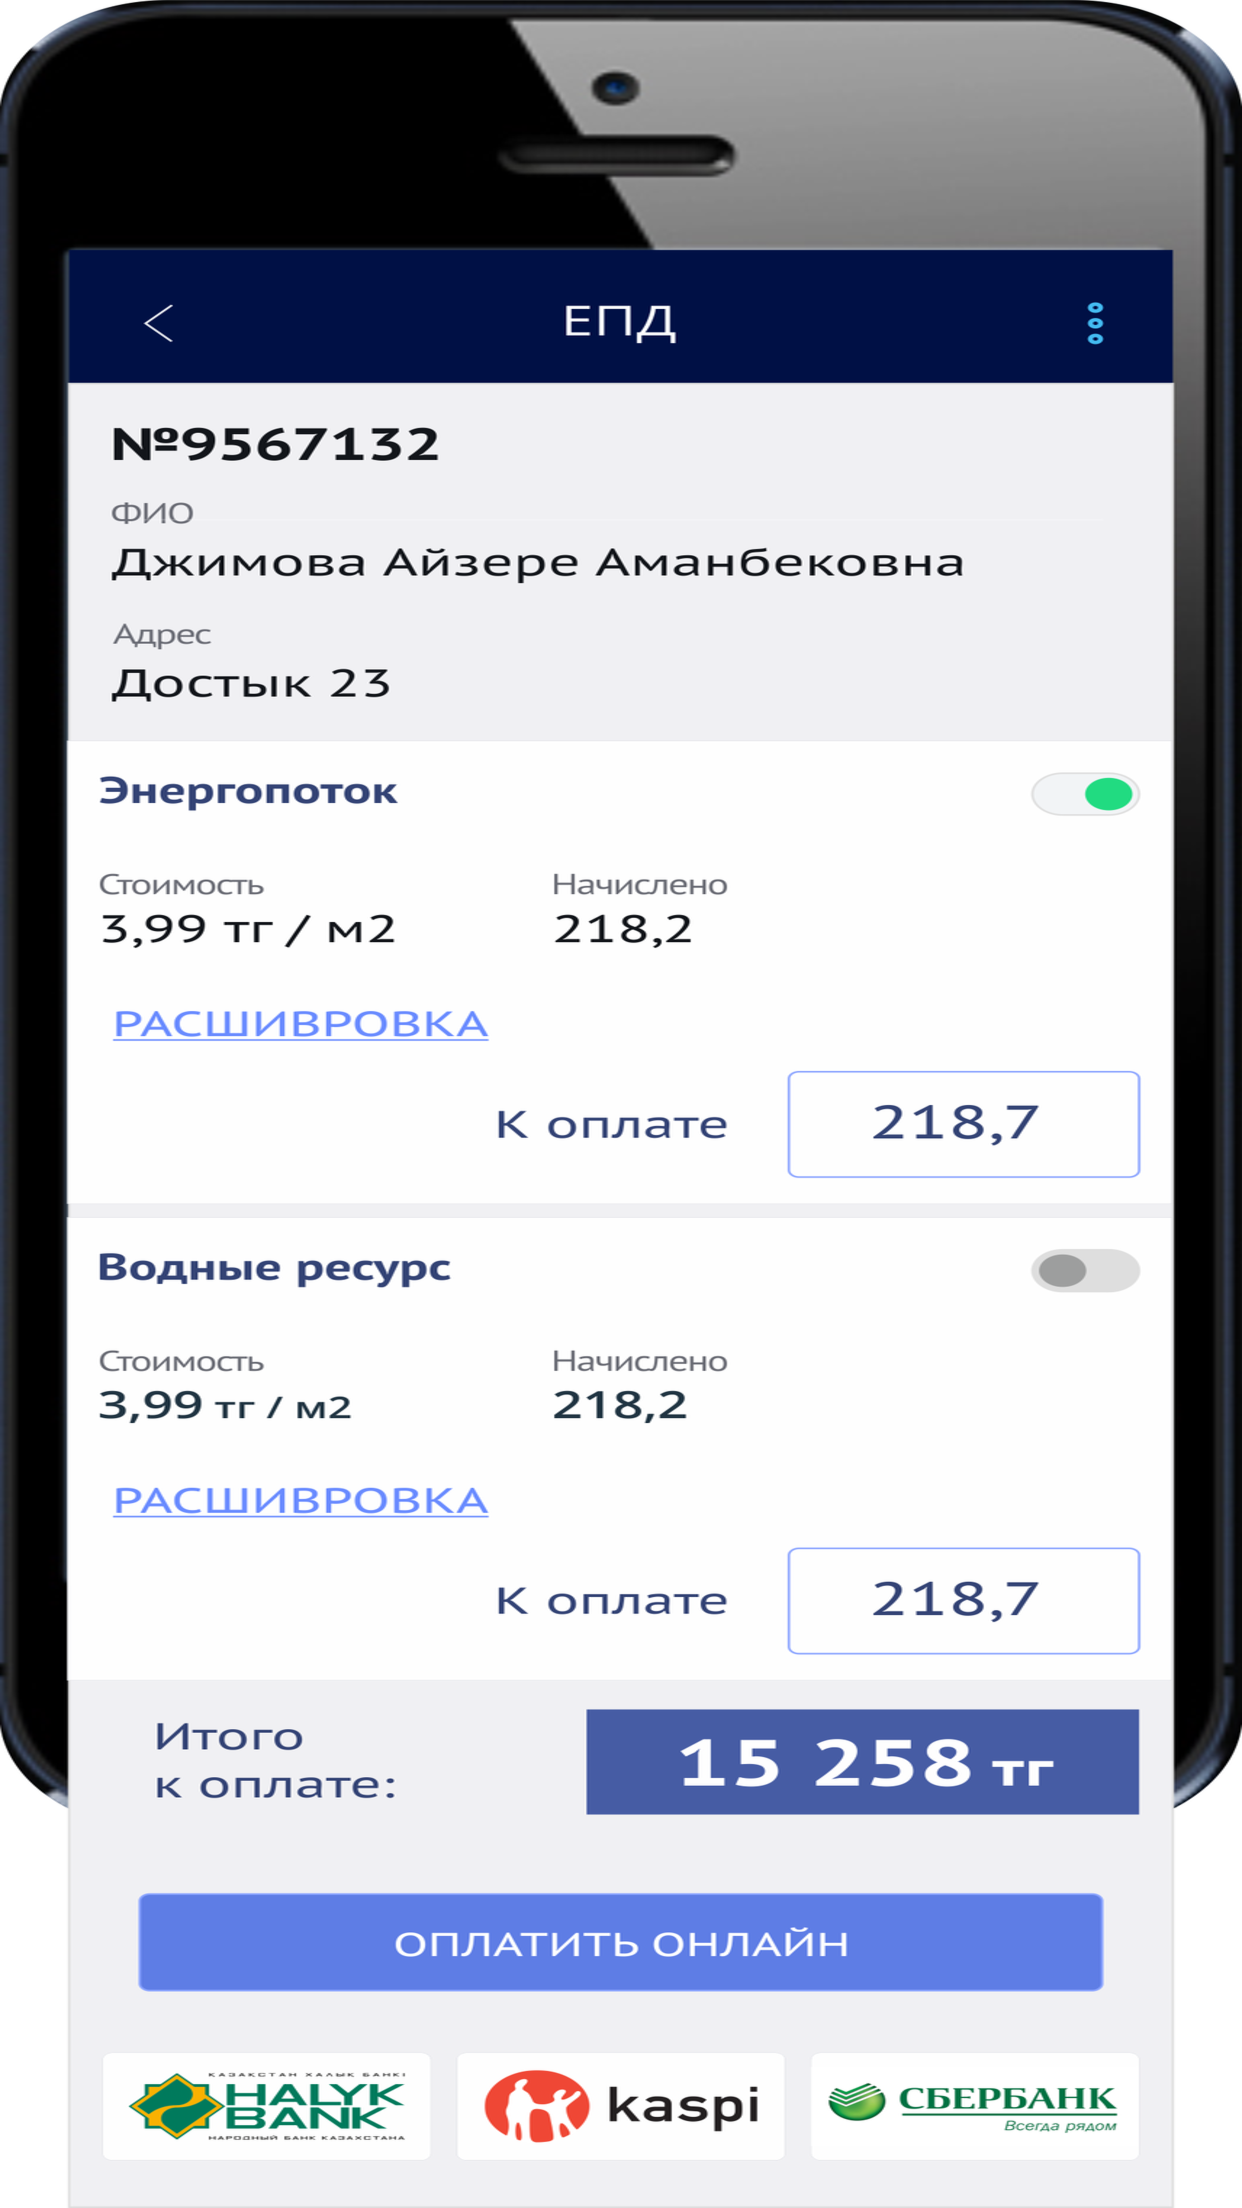 ЕПД
№9567132
ФИО
Джимова Айзере Аманбековна
Адрес
Достык 23
Энергопоток
Стоимость Начислено
3,99 тг / м2 218,2
РАСШИВРОВКА
К оплате 218,7
Водные ресурс
Стоимость Начислено
3,99 тг / м2 218,2
РАСШИВРОВКА
К оплате 218,7
Итого
к оплате:
15 258 тг
ОПЛАТИТЬ ОНЛАЙН
КАЗАКСТАН ХАЛЫК БАНКІ
HALYK
BANK
НАРОДНЫЙ БАНК КАЗАХСТАНА
kaspi
СБЕРБАНК
Всегда рядом